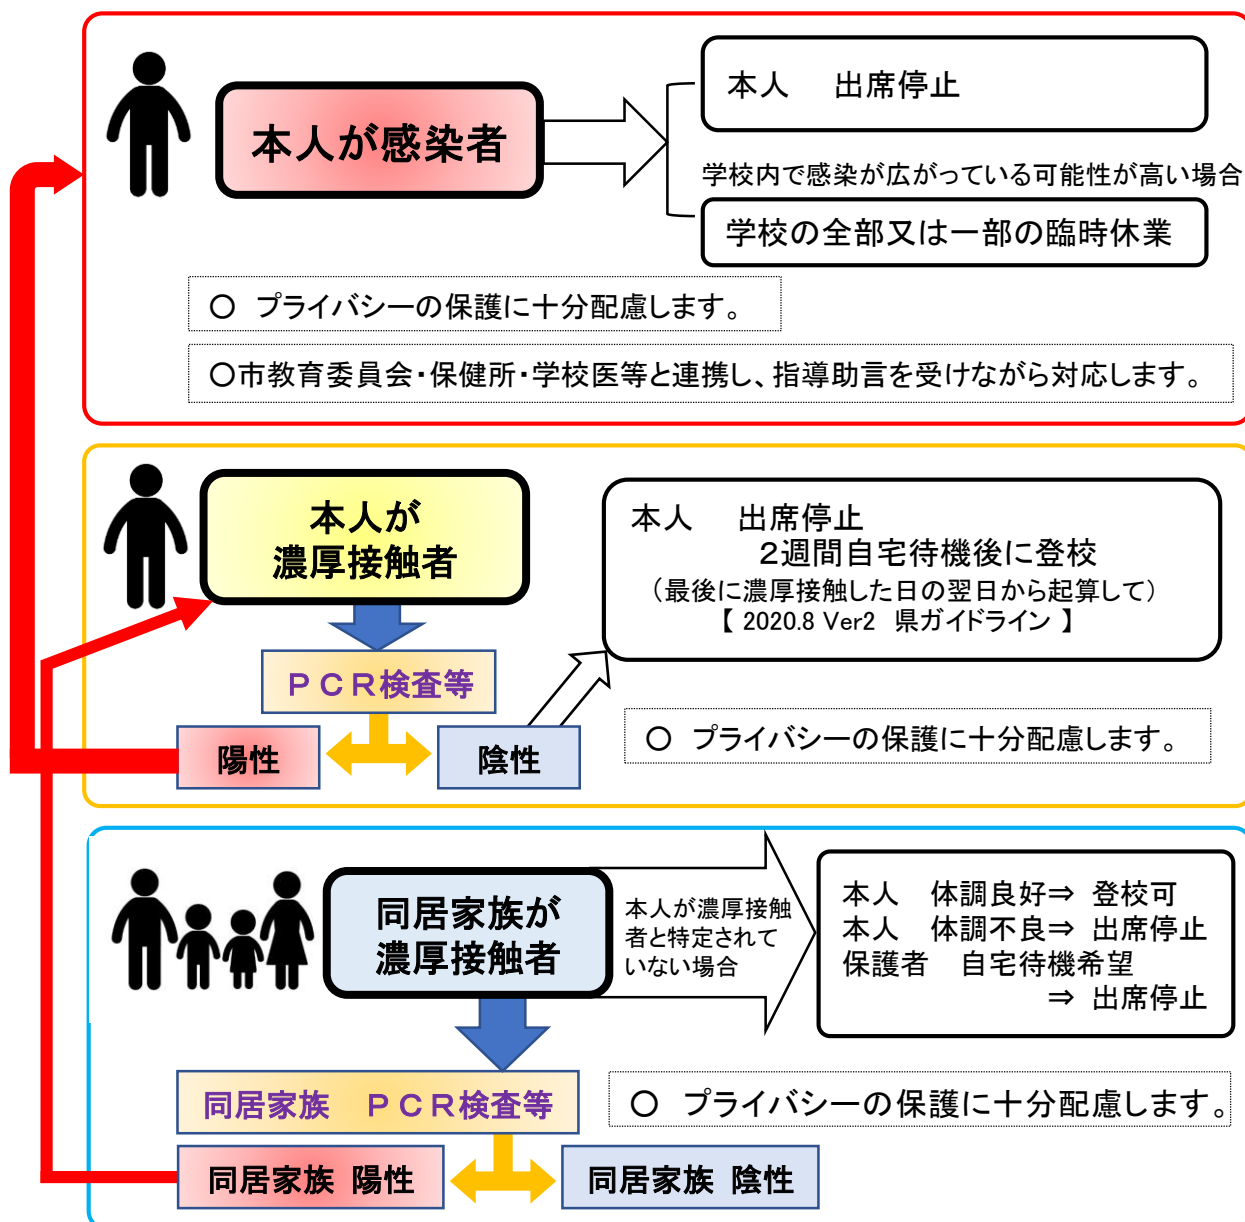 本人が感染者
本人　出席停止
学校内で感染が広がっている可能性が高い場合
学校の全部又は一部の臨時休業
○　プライバシーの保護に十分配慮します。
○市教育委員会・保健所・学校医等と連携し、指導助言を受けながら対応します。
本人が
濃厚接触者
本人　出席停止
２週間自宅待機後に登校
（最後に濃厚接触した日の翌日から起算して）
【 2020.8 Ver2　県ガイドライン 】
ＰＣＲ検査等
陽性
陰性
○　プライバシーの保護に十分配慮します。
同居家族が
濃厚接触者
本人が濃厚接触
者と特定されて
いない場合
本人　体調良好⇒ 登校可
本人　体調不良⇒ 出席停止
保護者　自宅待機希望
⇒ 出席停止
同居家族　ＰＣＲ検査等
○　プライバシーの保護に十分配慮します。
同居家族 陽性
同居家族 陰性